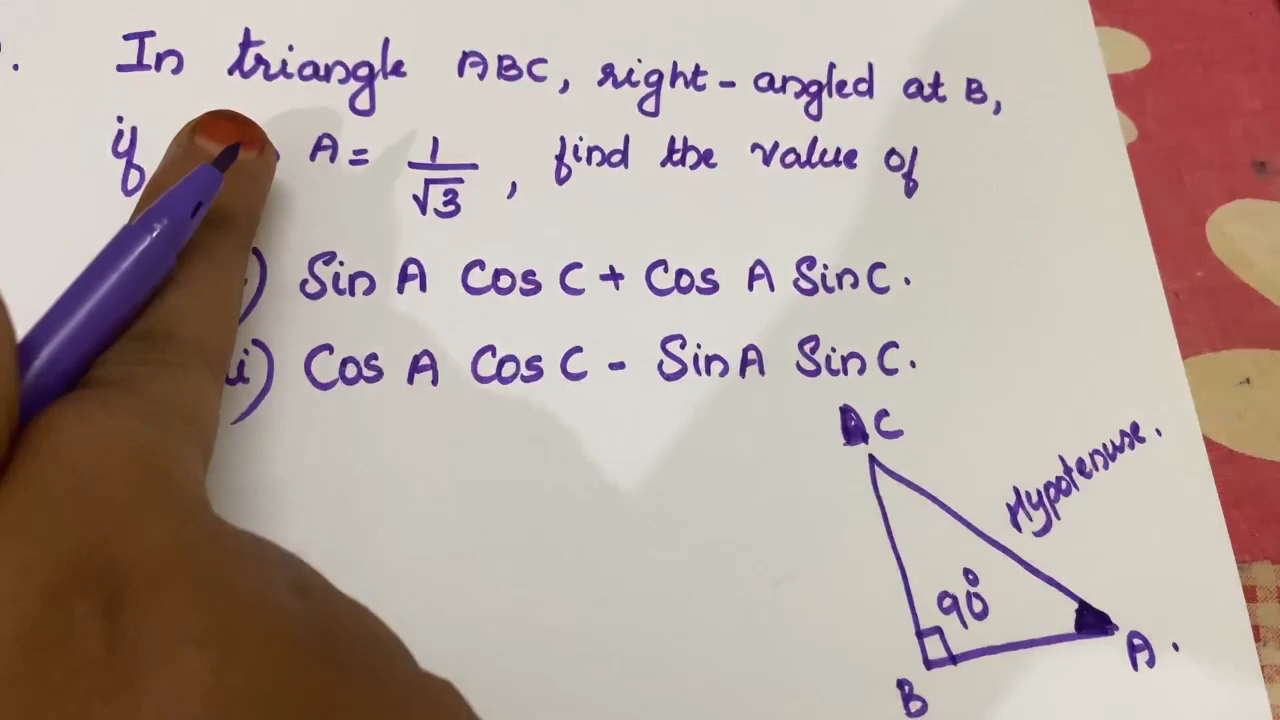 In triangle ABC, right-angled at B,
if A = 1/√3, find the value of
) Sin A Cos C + Cos A Sin C.
i) Cos A Cos C - Sin A Sin C.
C
Hypotenuse.
90°
A.
B